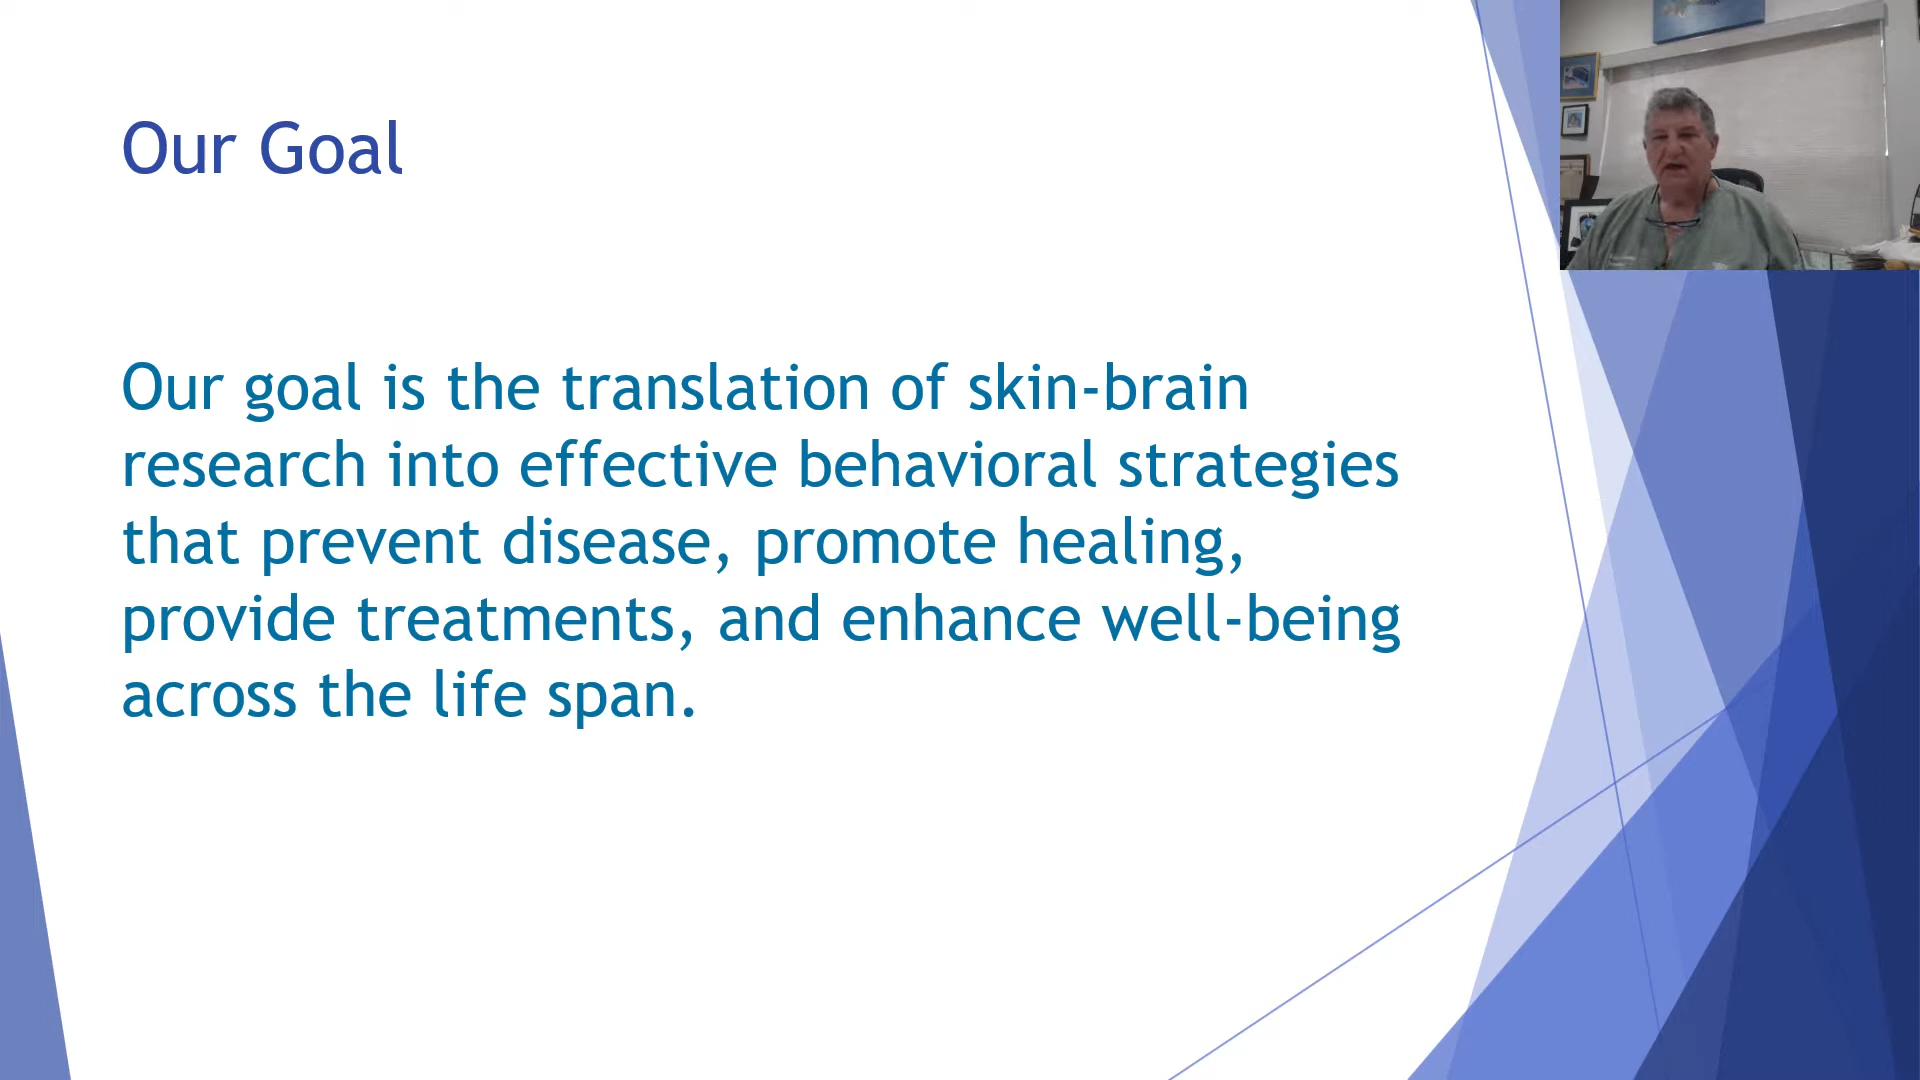 Our Goal
Our goal is the translation of skin-brain
research into effective behavioral strategies
that prevent disease, promote healing,
provide treatments, and enhance well-being
across the life span.